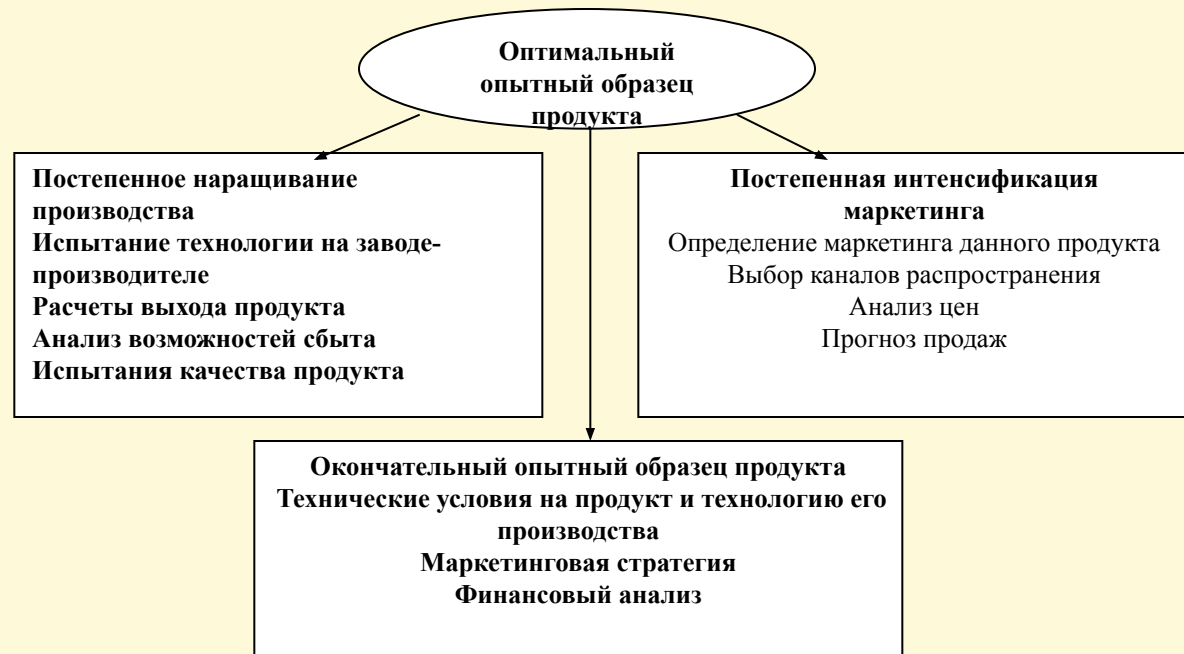 Оптимальный
опытный образец
продукта
Постепенное наращивание
производства
Испытание технологии на заводе-
производителе
Расчеты выхода продукта
Анализ возможностей сбыта
Испытания качества продукта
Постепенная интенсификация
маркетинга
Определение маркетинга данного продукта
Выбор каналов распространения
Анализ цен
Прогноз продаж
Окончательный опытный образец продукта
Технические условия на продукт и технологию его
производства
Маркетинговая стратегия
Финансовый анализ